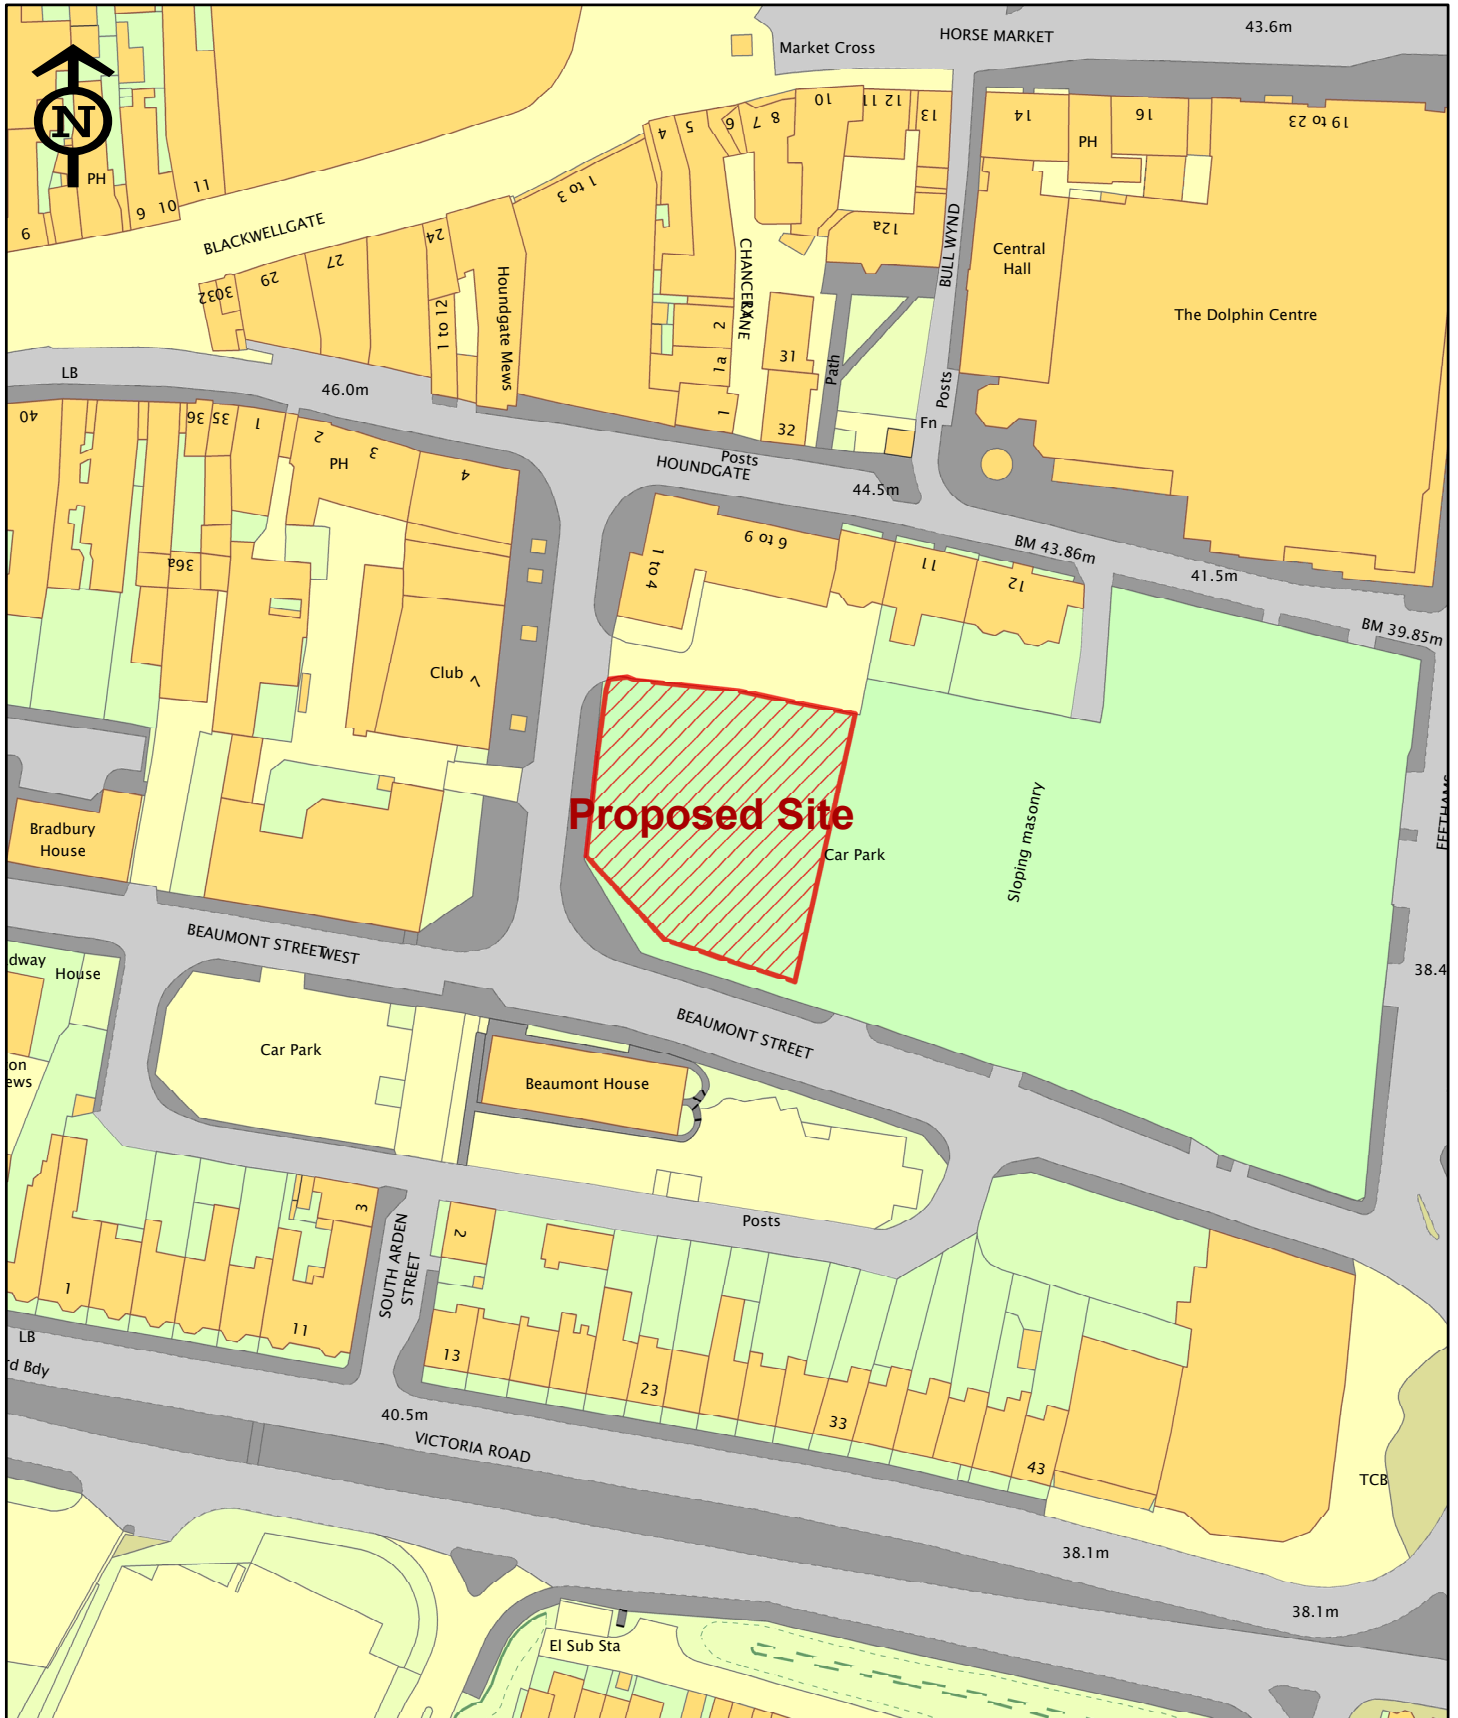 HORSE MARKET
43.6m
Market Cross
N
PH
9
6
10
11
BLACKWELLGATE
4
5
6
7
8
10
11
12
13
14
PH
16
19 to 23
1 to 3
24
27
29
30
32
12a
CHANCERY
LANE
BULL WYND
Central
Hall
The Dolphin Centre
Houndgate Mews
1 to 12
2
1a
1
31
32
Path
Posts
Fn
LB
46.0m
40
36
35
1
2
3
PH
4
Posts
HOUNDGATE
44.5m
BM 43.86m
41.5m
BM 39.85m
36a
1 to 4
6 to 9
11
12
Club
7
Proposed Site
Car Park
Sloping masonry
FEETHAMS
Bradbury
House
BEAUMONT STREET WEST
38.4
dway
House
Car Park
BEAUMONT STREET
Beaumont House
on
ews
3
2
Posts
SOUTH ARDEN
STREET
1
11
LB
rd Bdy
13
23
33
43
40.5m
VICTORIA ROAD
TCB
38.1m
38.1m
El Sub Sta